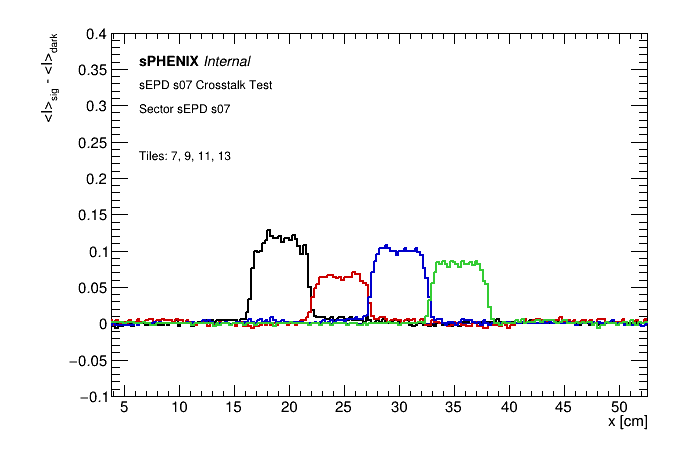 <I>sig - <I>dark
0.4
0.35
0.3
0.25
0.2
0.15
0.1
0.05
0
−0.05
−0.1
sPHENIX Internal
sEPD s07 Crosstalk Test
Sector sEPD s07
Tiles: 7, 9, 11, 13
5 10 15 20 25 30 35 40 45 50
x [cm]